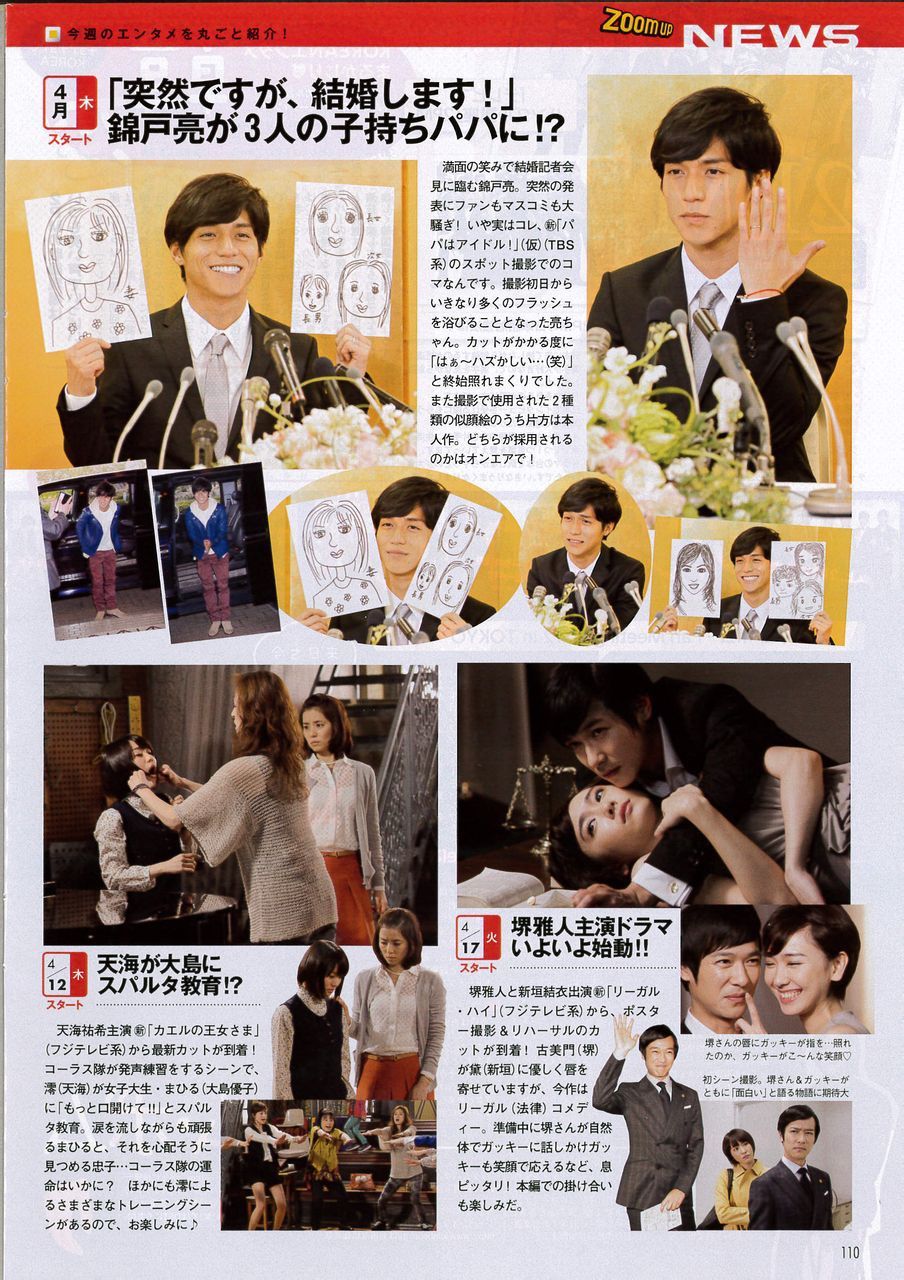 今週のエンタメを丸ごと紹介！
ZOOM UP
NEWS
4月
木
スタート
「突然ですが、結婚します！」
錦戸亮が3人の子持ちパパに!?
満面の笑みで結婚記者会
見に臨む錦戸亮。突然の発
表にファンもマスコミも大
騒ぎ！いや実はコレ、新「パ
パはアイドル！」(仮)(TBS
系)のスポット撮影でのコ
マなんです。撮影初日から
いきなり多くのフラッシュ
を浴びることとなった亮ち
ゃん。カットがかかる度に
「はぁ〜ハズかしい…(笑)」
と終始照れまくりでした。
また撮影で使用された2種
類の似顔絵のうち片方は本
人作。どちらが採用される
のかはオンエアで！
妻
長女
次女
長男
妻
長男
4/12
木
スタート
天海が大島に
スパルタ教育!?
天海祐希主演新「カエルの王女さま」
(フジテレビ系)から最新カットが到着！
コーラス隊が発声練習をするシーンで、
澪(天海)が女子大生・まひる(大島優子)
に「もっと口開けて!!」とスパル
タ教育。涙を流しながらも頑張
るまひると、それを心配そうに
見つめる忠子…コーラス隊の運
命はいかに？　ほかにも澪によ
るさまざまなトレーニングシー
ンがあるので、お楽しみに♪
4/17
火
スタート
堺雅人主演ドラマ
いよいよ始動!!
堺雅人と新垣結衣出演新「リーガル
・ハイ」(フジテレビ系)から、ポスタ
ー撮影＆リハーサルのカ
ットが到着！古美門(堺)
が黛(新垣)に優しく唇を
寄せていますが、今作は
リーガル(法律)コメデ
ィー。準備中に堺さんが自然
体でガッキーに話しかけガッ
キーも笑顔で応えるなど、息
ピッタリ！本編での掛け合い
も楽しみだ。
堺さんの唇にガッキーが指を…照れ
たのか、ガッキーがこ〜んな笑顔♡
初シーン撮影。堺さん＆ガッキーが
ともに「面白い」と語る物語に期待大
110